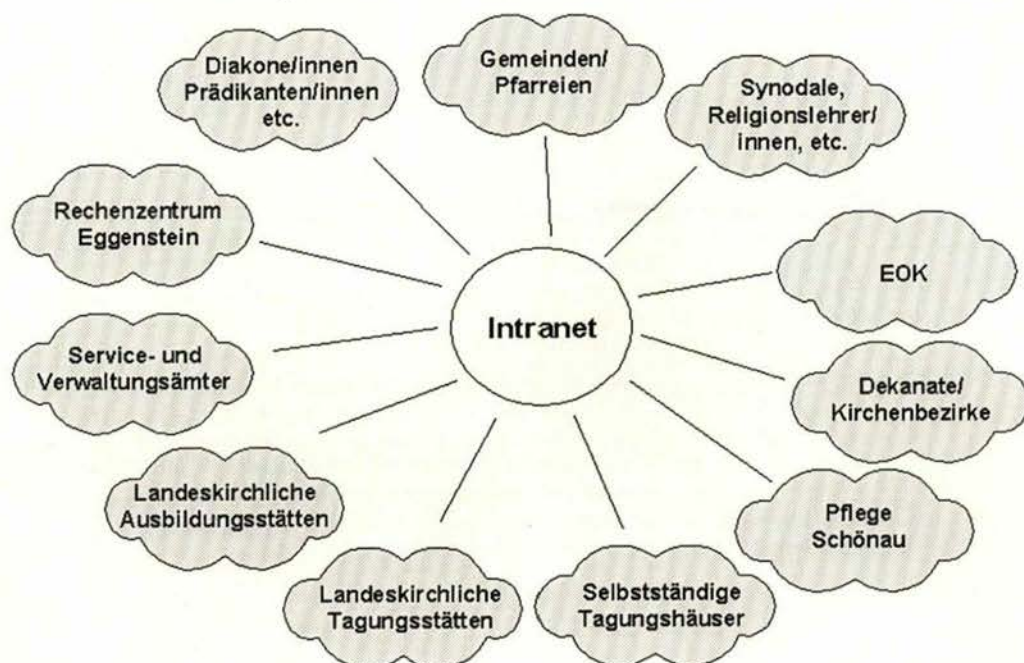 Diakone/innen
Prädikanten/innen
etc.
Gemeinden/
Pfarreien
Synodale,
Religionslehrer/
innen, etc.
Rechenzentrum
Eggenstein
EOK
Intranet
Service- und
Verwaltungsämter
Dekanate/
Kirchenbezirke
Landeskirchliche
Ausbildungsstätten
Pflege
Schönau
Landeskirchliche
Tagungsstätten
Selbstständige
Tagungshäuser